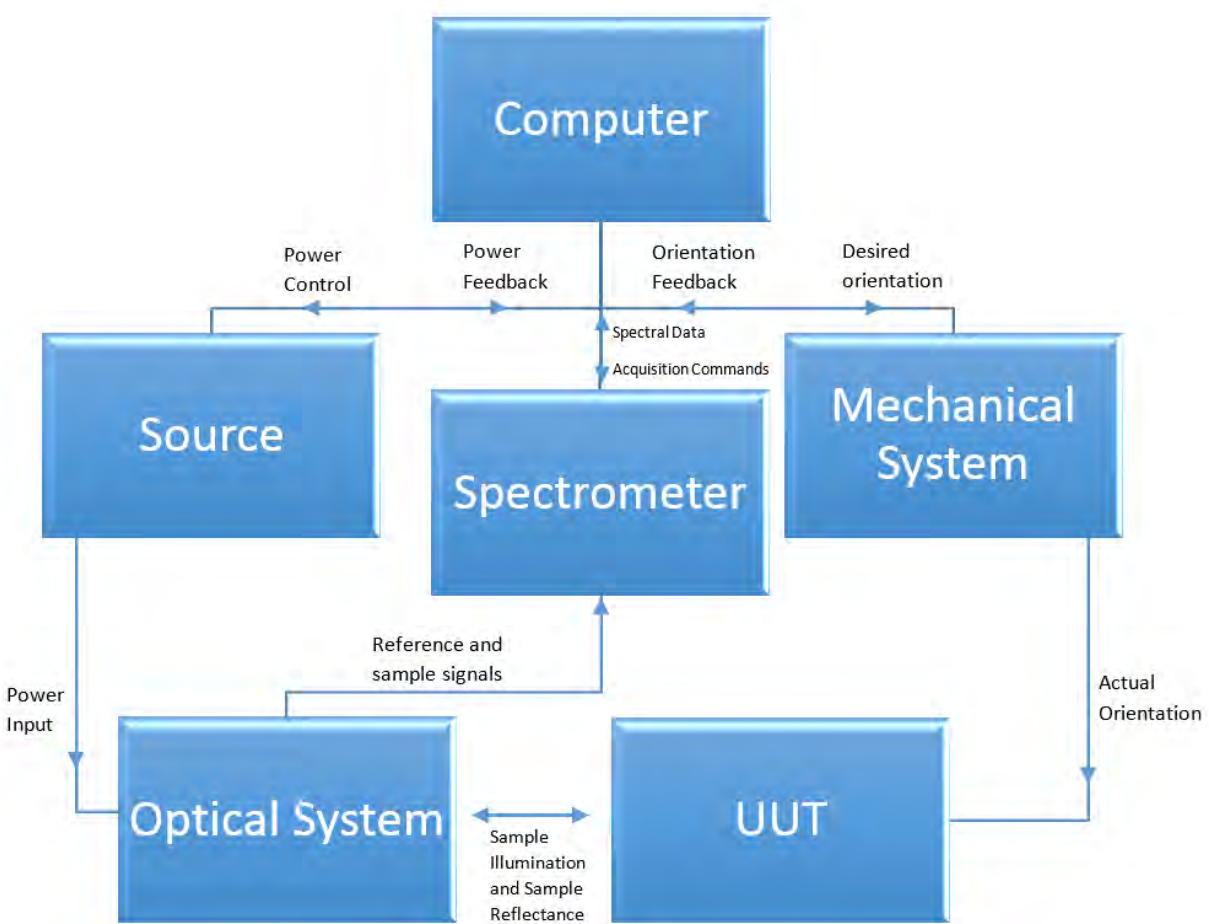 Computer
Power
Control
Power
Feedback
Orientation
Feedback
Desired
orientation
Spectral Data
Acquisition Commands
Source
Spectrometer
Mechanical
System
Reference and
sample signals
Power
Input
Actual
Orientation
Optical System
UUT
Sample
Illumination
and Sample
Reflectance